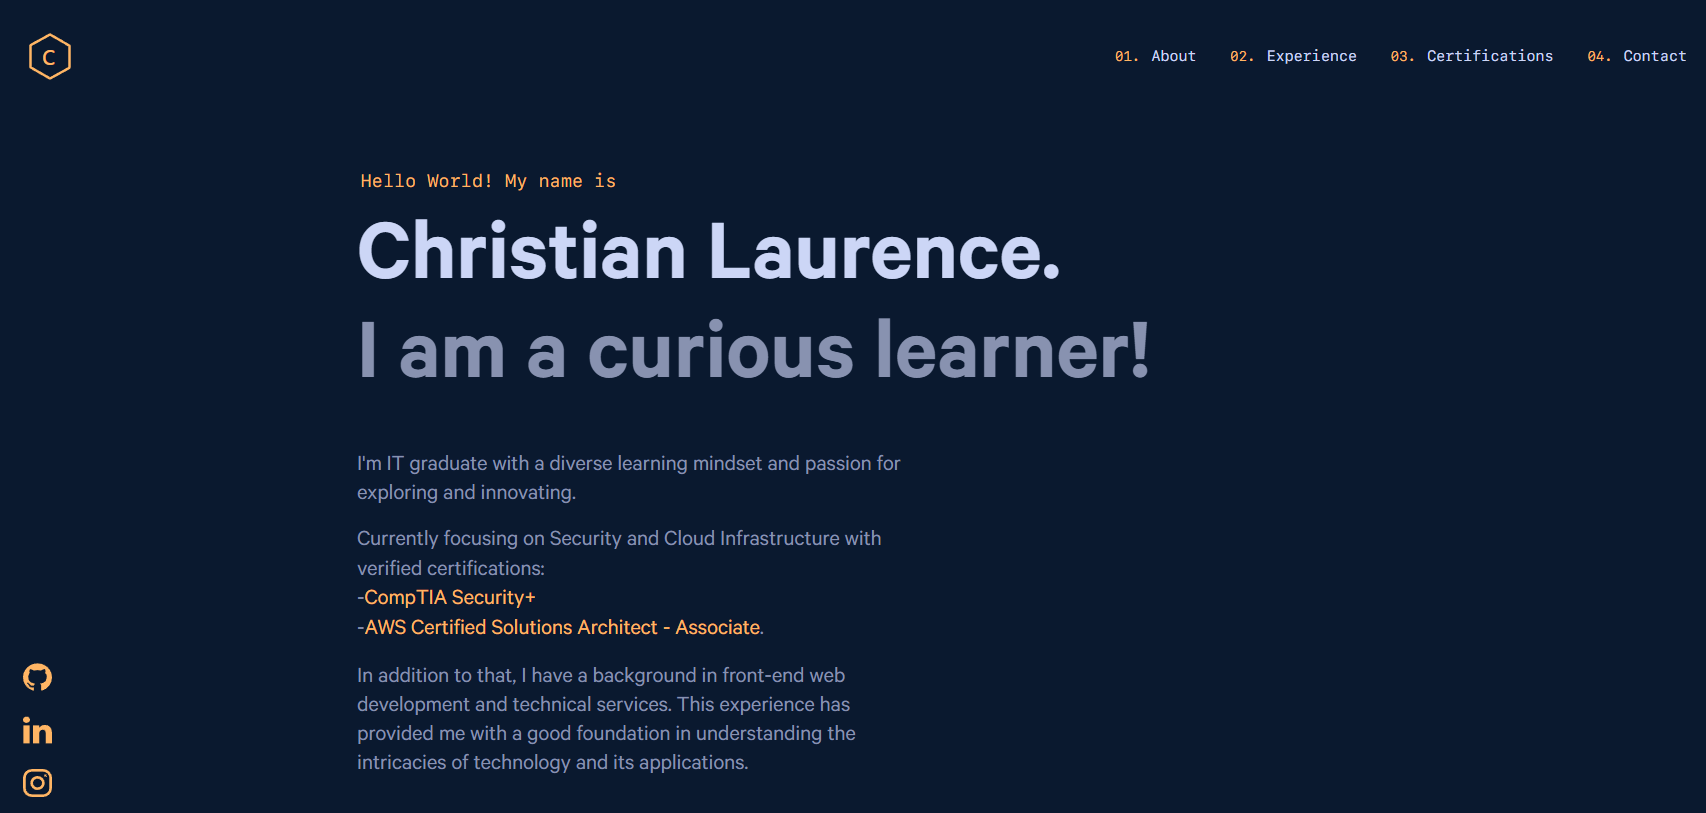 C
01. About 02. Experience 03. Certifications 04. Contact
Hello World! My name is
Christian Laurence.
I am a curious learner!
I'm IT graduate with a diverse learning mindset and passion for
exploring and innovating.
Currently focusing on Security and Cloud Infrastructure with
verified certifications:
-CompTIA Security+
-AWS Certified Solutions Architect - Associate.
In addition to that, I have a background in front-end web
development and technical services. This experience has
provided me with a good foundation in understanding the
intricacies of technology and its applications.
in